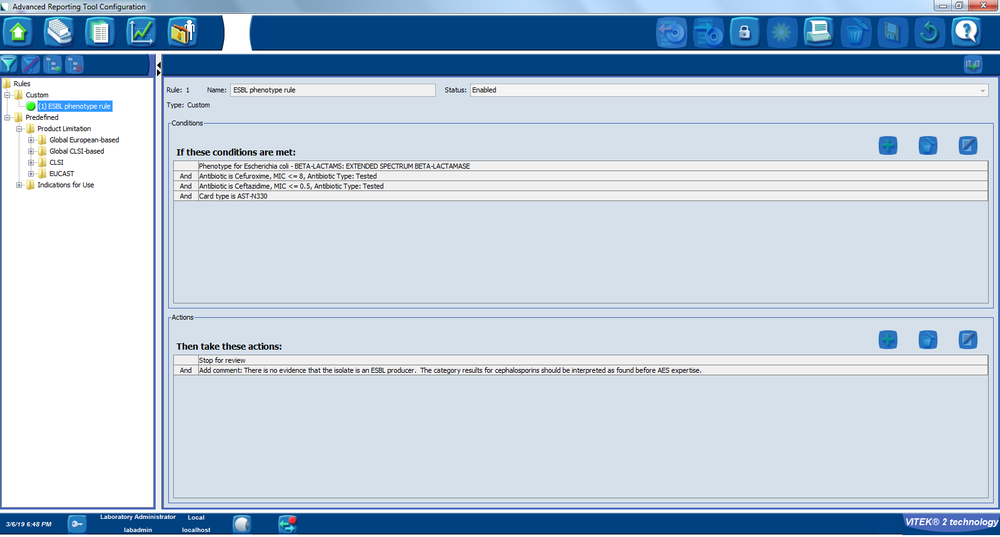 Advanced Reporting Tool Configuration
Rules
Custom
(1) ESBL phenotype rule
Predefined
Product Limitation
Global European-based
Global CLSI-based
CLSI
EUCAST
Indications for Use
Rule: 1 Name: ESBL phenotype rule Status: Enabled
Type: Custom
Conditions
If these conditions are met:
Phenotype for Escherichia coli - BETA-LACTAMS: EXTENDED SPECTRUM BETA-LACTAMASE
And Antibiotic is Cefuroxime, MIC <= 8, Antibiotic Type: Tested
And Antibiotic is Ceftazidime, MIC <= 0.5, Antibiotic Type: Tested
And Card type is AST-N330
Actions
Then take these actions:
Stop for review
And Add comment: There is no evidence that the isolate is an ESBL producer.  The category results for cephalosporins should be interpreted as found before AES expertise.
3/6/19 6:48 PM
Laboratory Administrator Local
labadmin localhost
VITEK® 2 technology